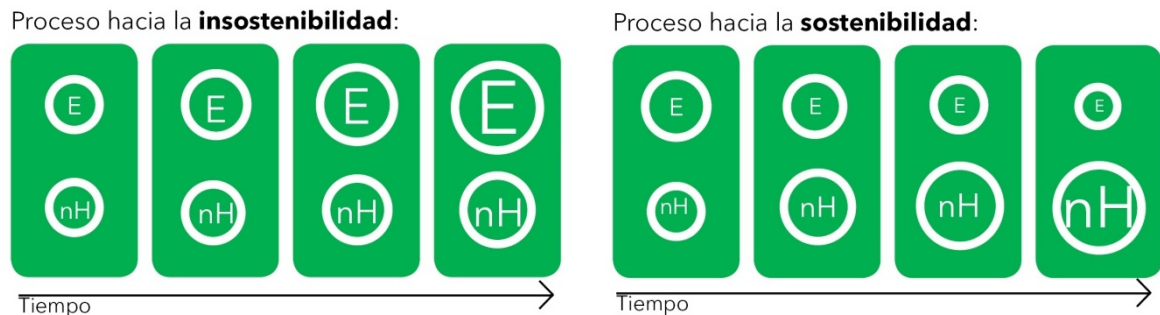 Proceso hacia la insostenibilidad:
E E E E
nH nH nH nH
Tiempo
Proceso hacia la sostenibilidad:
E E E E
nH nH nH nH
Tiempo